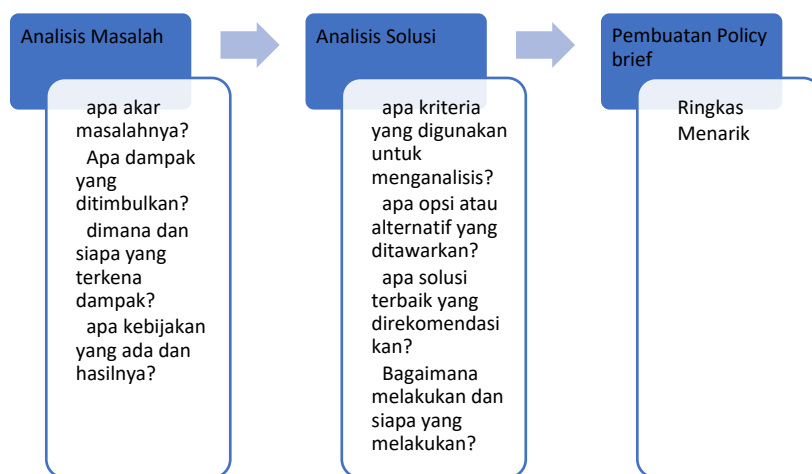 Analisis Masalah
apa akar
masalahnya?
Apa dampak
yang
ditimbulkan?
dimana dan
siapa yang
terkena
dampak?
apa kebijakan
yang ada dan
hasilnya?
Analisis Solusi
apa kriteria
yang digunakan
untuk
menganalisis?
apa opsi atau
alternatif yang
ditawarkan?
apa solusi
terbaik yang
direkomendasi
kan?
Bagaimana
melakukan dan
siapa yang
melakukan?
Pembuatan Policy
brief
Ringkas
Menarik